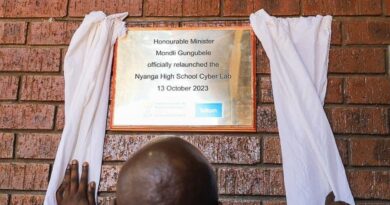 Honourable Minister
Mondli Gungubele
officially relaunched the
Nyanga High School Cyber Lab
13 October 2023